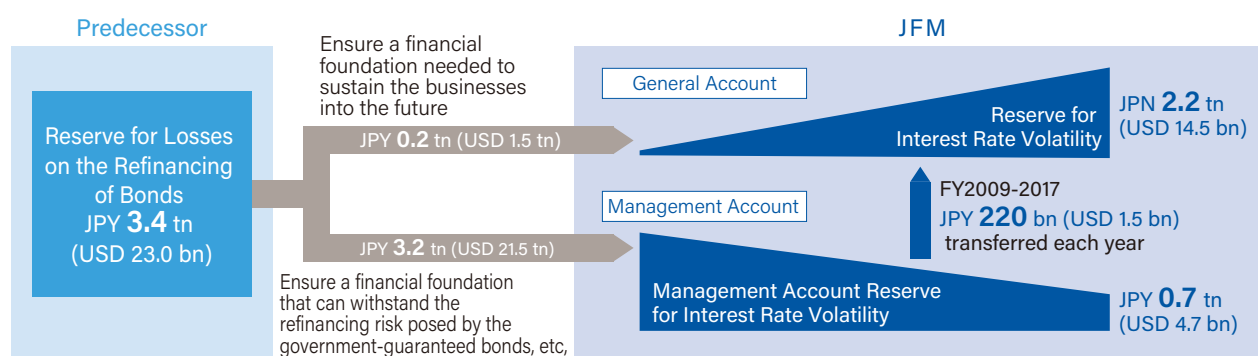 Predecessor
Reserve for Losses
on the Refinancing
of Bonds
JPY 3.4 tn
(USD 23.0 bn)
Ensure a financial
foundation needed to
sustain the businesses
into the future
JPY 0.2 tn (USD 1.5 tn)
JPY 3.2 tn (USD 21.5 tn)
Ensure a financial foundation
that can withstand the
refinancing risk posed by the
government-guaranteed bonds, etc,
JFM
General Account
Reserve for
Interest Rate Volatility
JPN 2.2 tn
(USD 14.5 bn)
Management Account
FY2009-2017
JPY 220 bn (USD 1.5 bn)
transferred each year
Management Account Reserve
for Interest Rate Volatility
JPY 0.7 tn
(USD 4.7 bn)